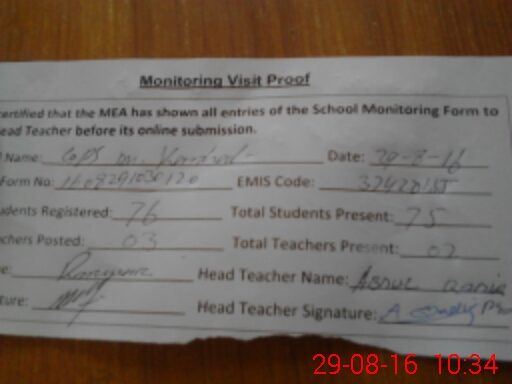 Monitoring Visit Proof
certified that the MEA has shown all entries of the School Monitoring Form to
ead Teacher before its online submission.
Name: GPS Date: 29-8-16
Form No: EMIS Code:
dents Registered: 76 Total Students Present: 75
chers Posted: 03 Total Teachers Present: 02
e: Head Teacher Name:
ture: Head Teacher Signature:
29-08-16 10:34